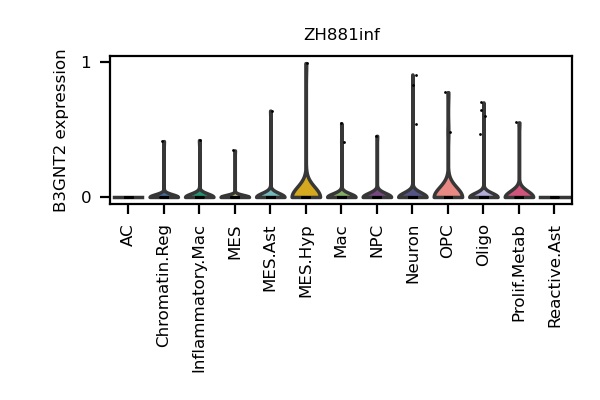 ZH881inf
B3GNT2 expression
1
0
AC
Chromatin.Reg
Inflammatory.Mac
MES
MES.Ast
MES.Hyp
Mac
NPC
Neuron
OPC
Oligo
Prolif.Metab
Reactive.Ast